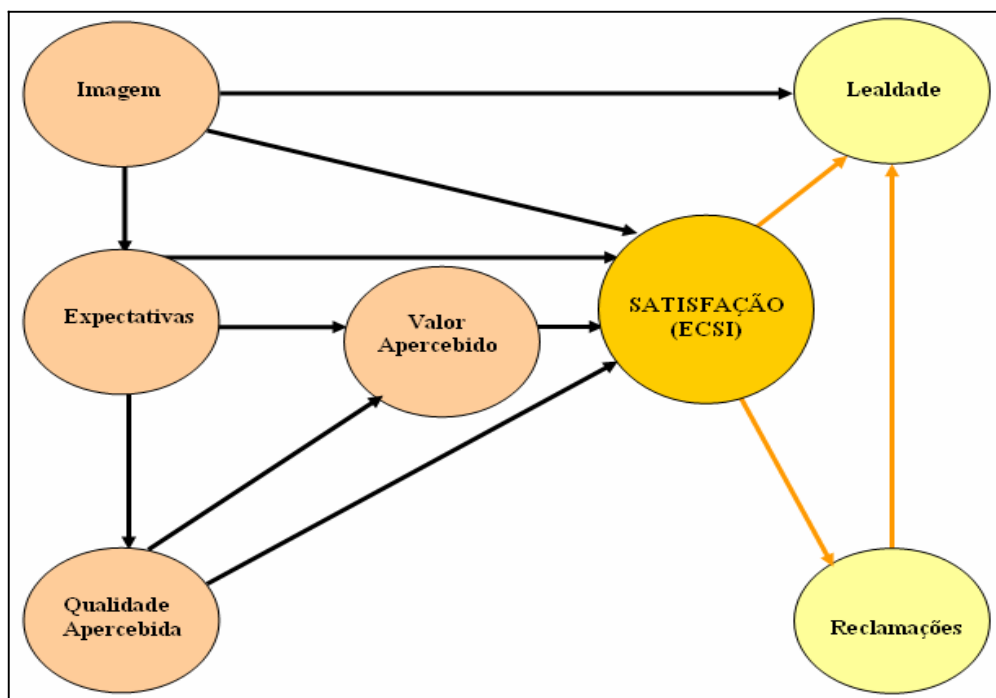 Imagem
Lealdade
Expectativas
Valor
Apercebido
SATISFAÇÃO
(ECSI)
Qualidade
Apercebida
Reclamações